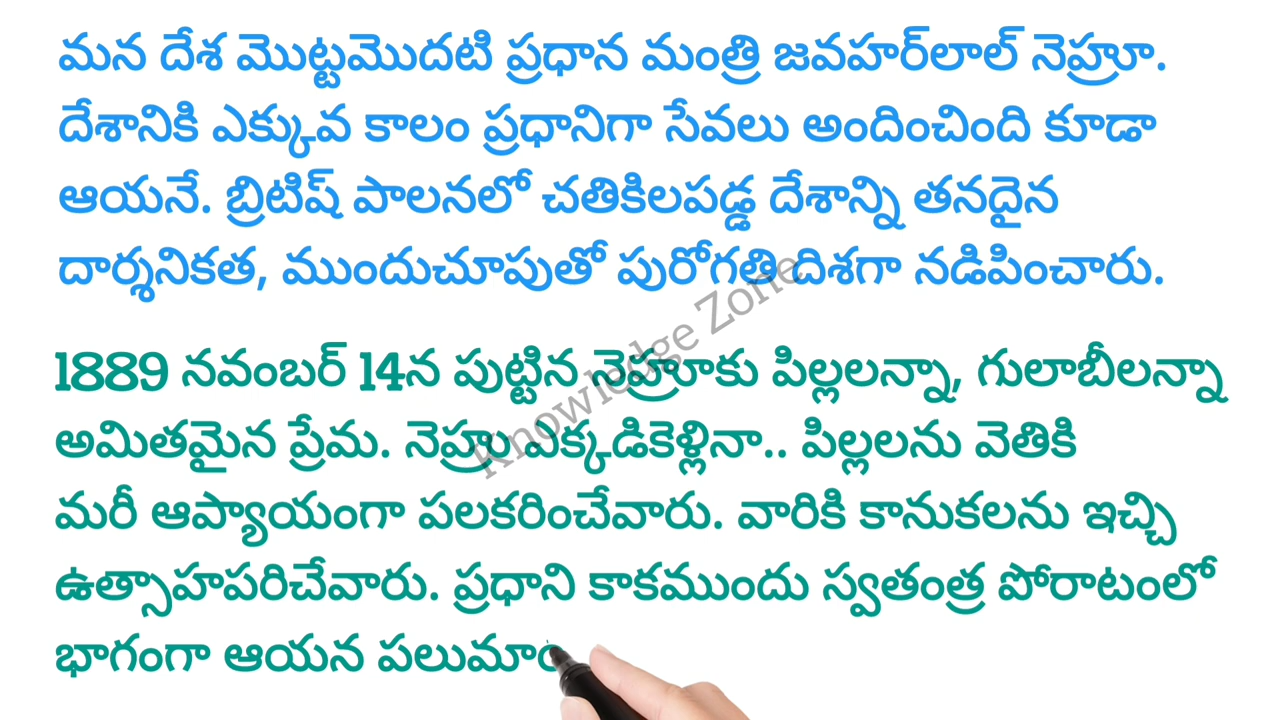 మన దేశ మొట్టమొదటి ప్రధాన మంత్రి జవహర్‌లాల్ నెహ్రూ.
దేశానికి ఎక్కువ కాలం ప్రధానిగా సేవలు అందించింది కూడా
ఆయనే. బ్రిటిష్ పాలనలో చతికిలపడ్డ దేశాన్ని తనదైన
దార్శనికత, ముందుచూపుతో పురోగతి దిశగా నడిపించారు.
Knowledge Zone
1889 నవంబర్ 14న పుట్టిన నెహ్రూకు పిల్లలన్నా, గులాబీలన్నా
అమితమైన ప్రేమ. నెహ్రు ఎక్కడికెళ్లినా.. పిల్లలను వెతికి
మరీ ఆప్యాయంగా పలకరించేవారు. వారికి కానుకలను ఇచ్చి
ఉత్సాహపరిచేవారు. ప్రధాని కాకముందు స్వతంత్ర పోరాటంలో
భాగంగా ఆయన